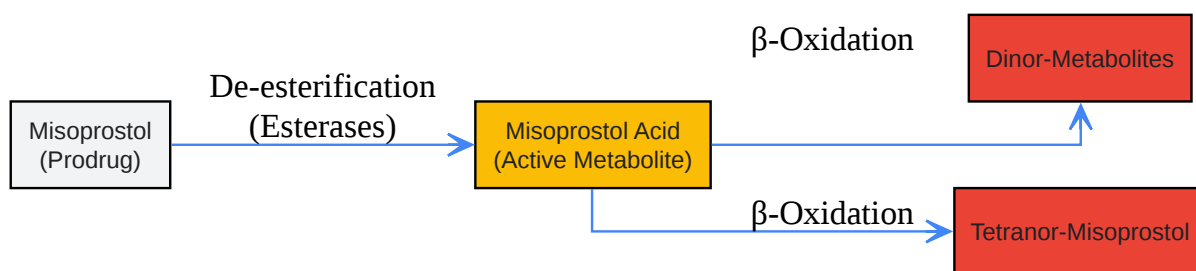 De-esterification
(Esterases)
Misoprostol
(Prodrug)
Misoprostol Acid
(Active Metabolite)
β-Oxidation
Dinor-Metabolites
β-Oxidation
Tetranor-Misoprostol